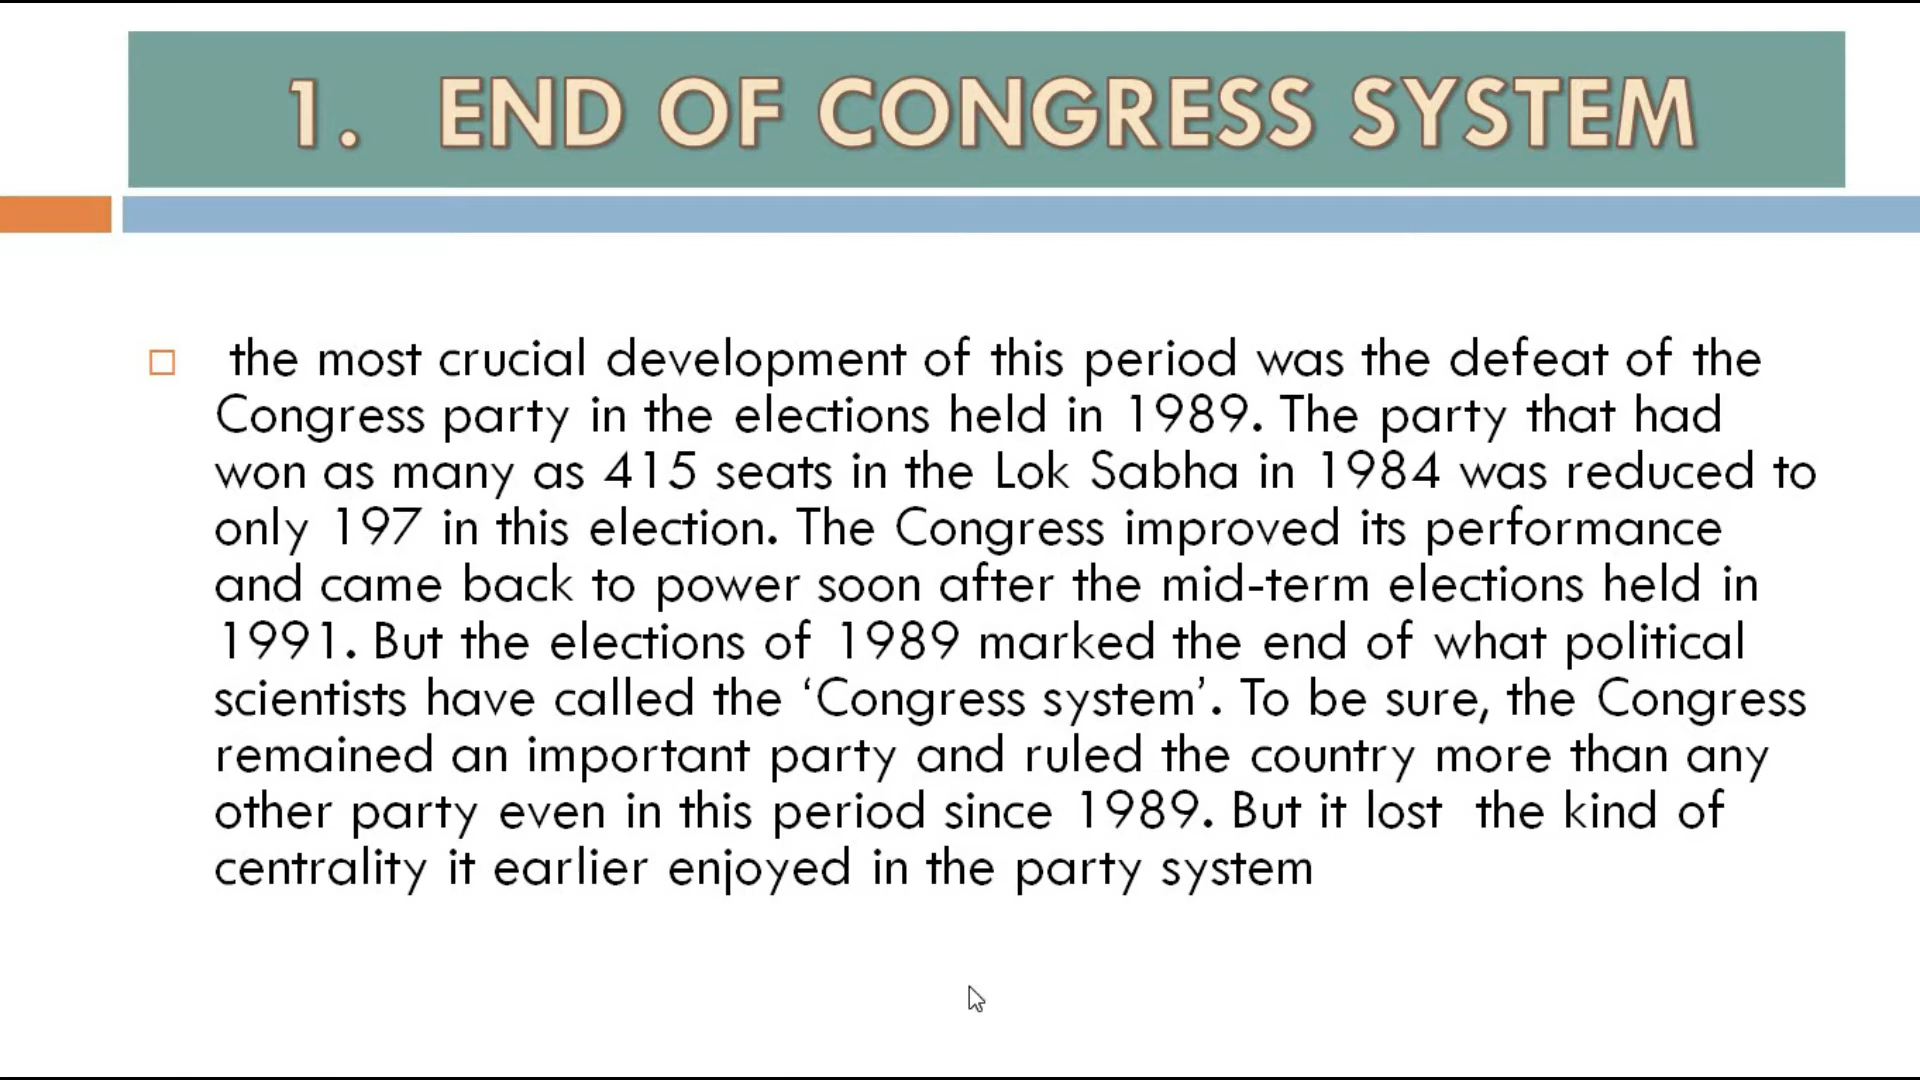 1. END OF CONGRESS SYSTEM
the most crucial development of this period was the defeat of the
Congress party in the elections held in 1989. The party that had
won as many as 415 seats in the Lok Sabha in 1984 was reduced to
only 197 in this election. The Congress improved its performance
and came back to power soon after the mid-term elections held in
1991. But the elections of 1989 marked the end of what political
scientists have called the ‘Congress system’. To be sure, the Congress
remained an important party and ruled the country more than any
other party even in this period since 1989. But it lost the kind of
centrality it earlier enjoyed in the party system